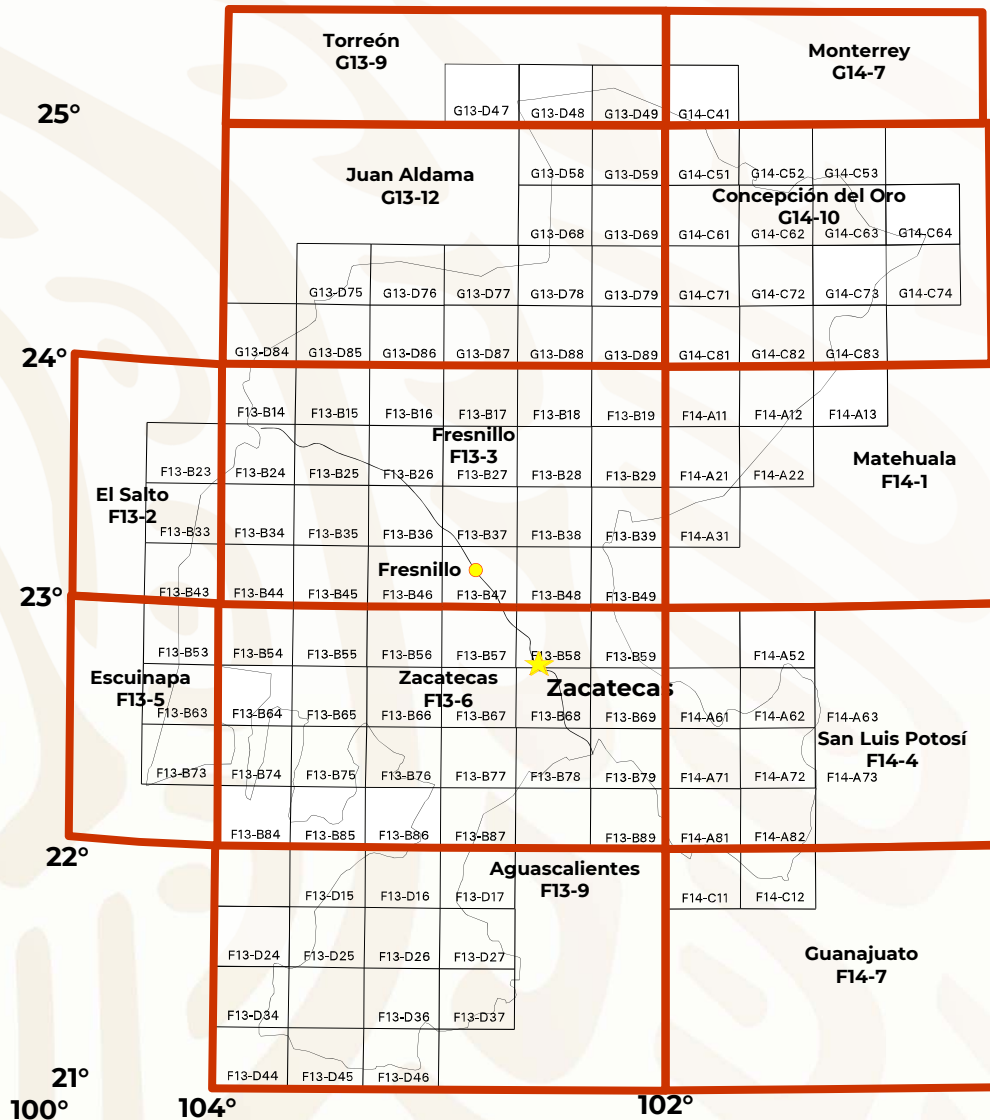 Torreón
G13-9
Monterrey
G14-7
25°
G13-D47 G13-D48 G13-D49 G14-C41
Juan Aldama
G13-12
G13-D58 G13-D59 G14-C51 G14-C52 G14-C53
Concepción del Oro
G14-10
G13-D68 G13-D69 G14-C61 G14-C62 G14-C63 G14-C64
G13-D75 G13-D76 G13-D77 G13-D78 G13-D79 G14-C71 G14-C72 G14-C73 G14-C74
24°
G13-D84 G13-D85 G13-D86 G13-D87 G13-D88 G13-D89 G14-C81 G14-C82 G14-C83
F13-B14 F13-B15 F13-B16 F13-B17 F13-B18 F13-B19 F14-A11 F14-A12 F14-A13
Fresnillo
F13-3
F13-B23 F13-B24 F13-B25 F13-B26 F13-B27 F13-B28 F13-B29 F14-A21 F14-A22
Matehuala
F14-1
El Salto
F13-2
F13-B33 F13-B34 F13-B35 F13-B36 F13-B37 F13-B38 F13-B39 F14-A31
Fresnillo
23°
F13-B43 F13-B44 F13-B45 F13-B46 F13-B47 F13-B48 F13-B49
F13-B53 F13-B54 F13-B55 F13-B56 F13-B57 F13-B58 F13-B59 F14-A52
Escuinapa
F13-5
Zacatecas
F13-6
Zacatecas
F13-B63 F13-B64 F13-B65 F13-B66 F13-B67 F13-B68 F13-B69 F14-A61 F14-A62 F14-A63
San Luis Potosí
F14-4
F13-B73 F13-B74 F13-B75 F13-B76 F13-B77 F13-B78 F13-B79 F14-A71 F14-A72 F14-A73
F13-B84 F13-B85 F13-B86 F13-B87 F13-B89 F14-A81 F14-A82
22°
Aguascalientes
F13-9
F13-D15 F13-D16 F13-D17 F14-C11 F14-C12
F13-D24 F13-D25 F13-D26 F13-D27
Guanajuato
F14-7
F13-D34 F13-D36 F13-D37
F13-D44 F13-D45 F13-D46
21°
100° 104° 102°